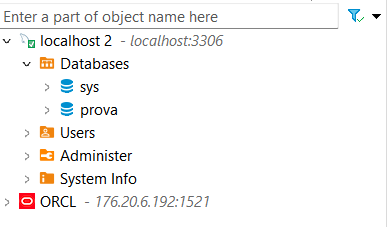 Enter a part of object name here
localhost 2 - localhost:3306
Databases
sys
prova
Users
Administer
System Info
ORCL - 176.20.6.192:1521